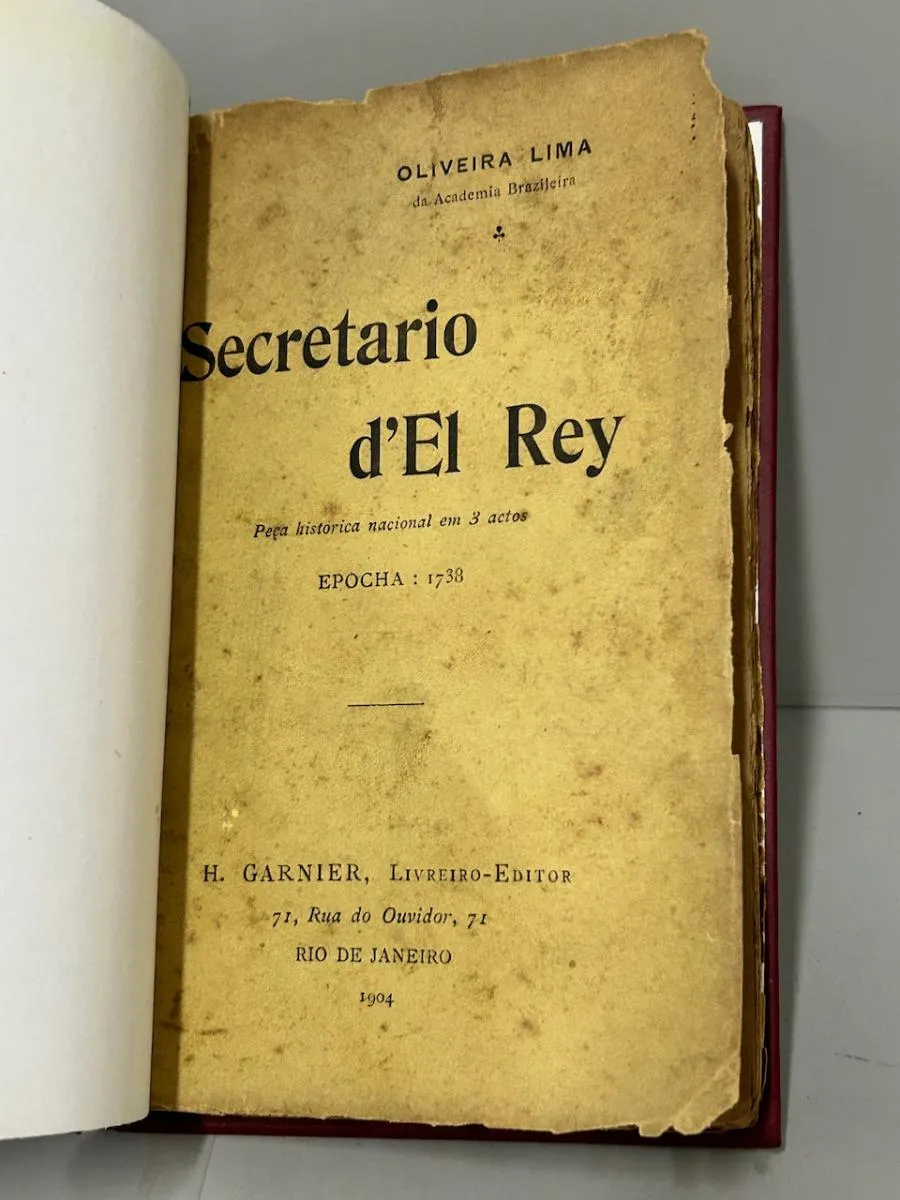 OLIVEIRA LIMA
da Academia Brazileira
Secretario
d'El Rey
Peça historica nacional em 3 actos
EPOCHA : 1738
H. GARNIER, LIVREIRO-EDITOR
71, Rua do Ouvidor, 71
RIO DE JANEIRO
1904